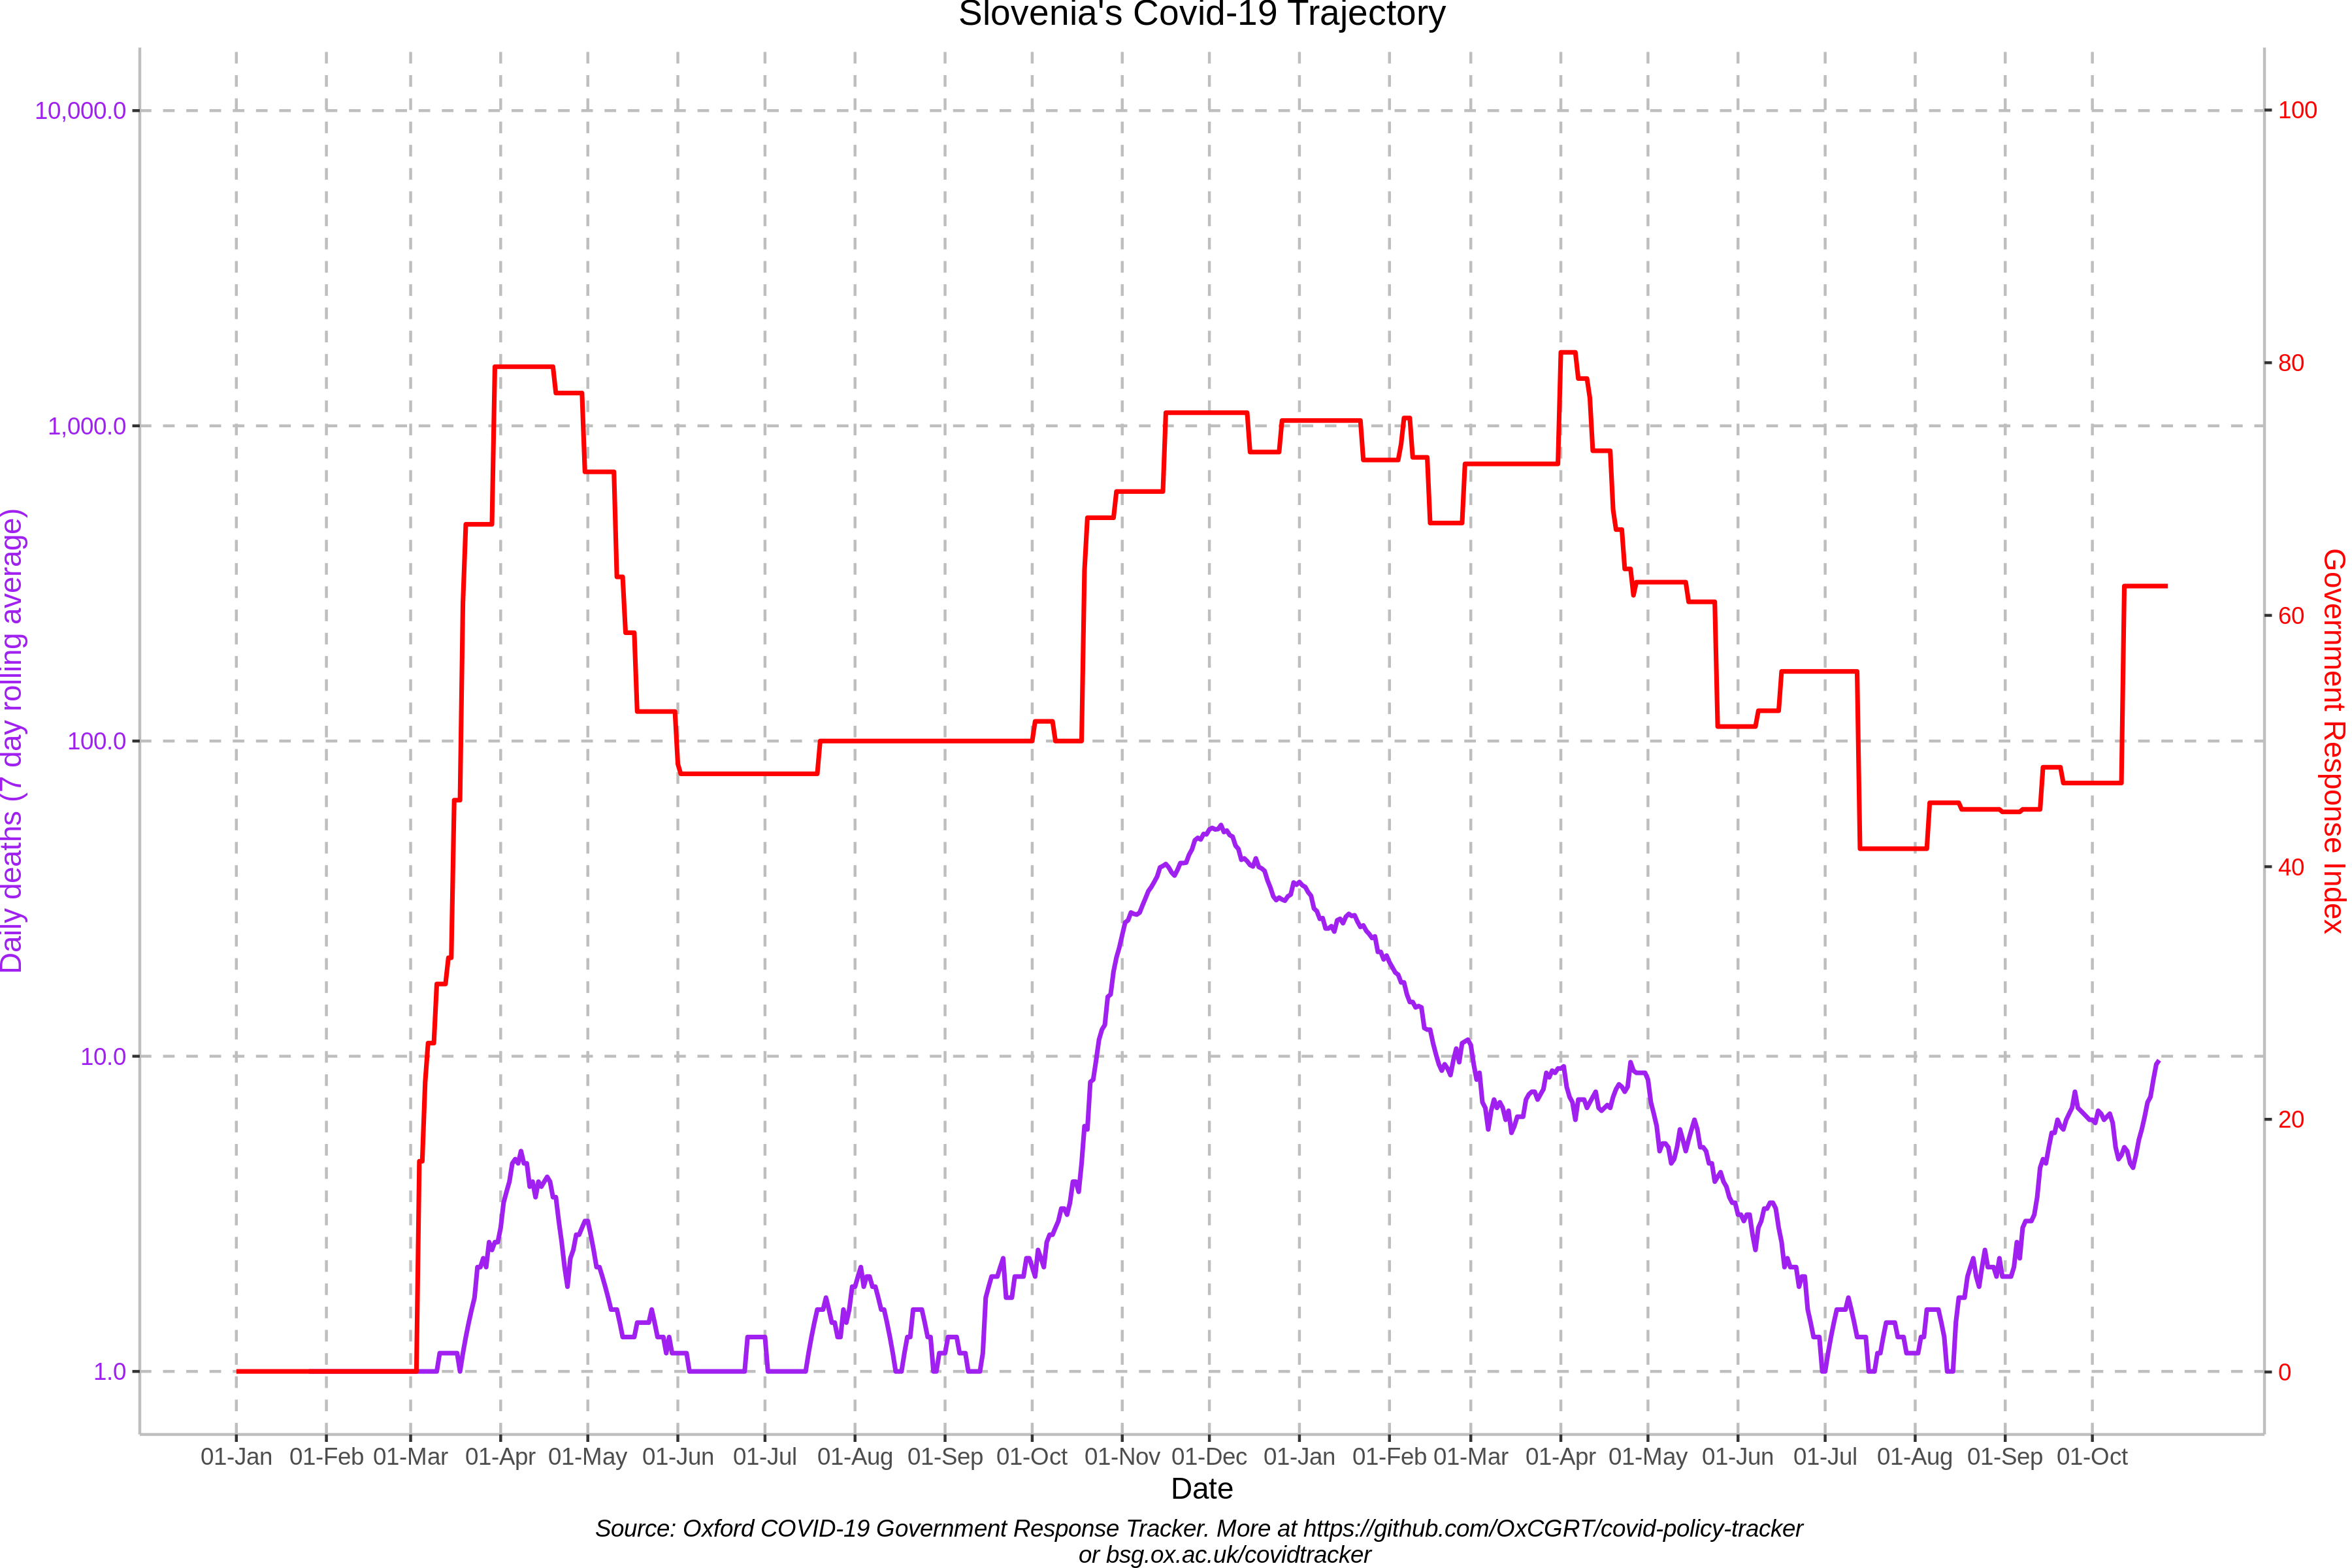 Slovenia's Covid-19 Trajectory
10,000.0
1,000.0
100.0
10.0
1.0
Daily deaths (7 day rolling average)
100
80
60
40
20
0
Government Response Index
01-Jan 01-Feb 01-Mar 01-Apr 01-May 01-Jun 01-Jul 01-Aug 01-Sep 01-Oct 01-Nov 01-Dec 01-Jan 01-Feb 01-Mar 01-Apr 01-May 01-Jun 01-Jul 01-Aug 01-Sep 01-Oct
Date
Source: Oxford COVID-19 Government Response Tracker. More at https://github.com/OxCGRT/covid-policy-tracker
or bsg.ox.ac.uk/covidtracker